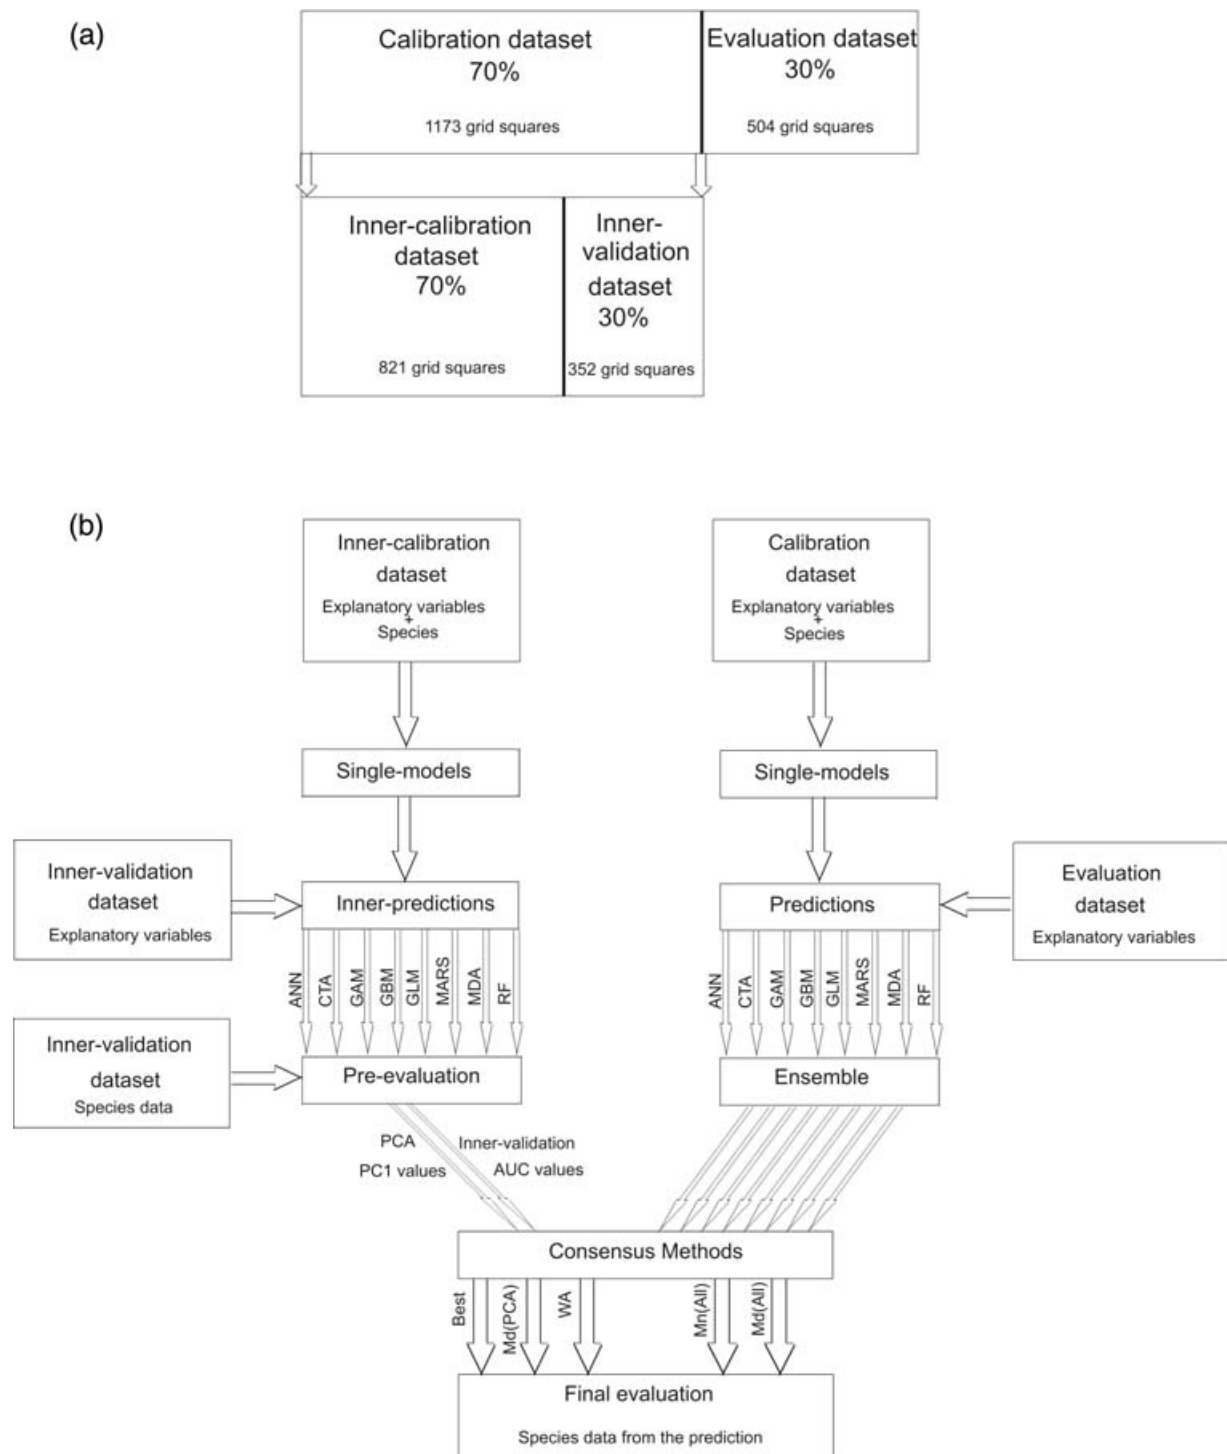 (a)
Calibration dataset
70%
1173 grid squares
Evaluation dataset
30%
504 grid squares
Inner-calibration
dataset
70%
821 grid squares
Inner-
validation
dataset
30%
352 grid squares
(b)
Inner-calibration
dataset
Explanatory variables
+
Species
Calibration
dataset
Explanatory variables
+
Species
Single-models
Single-models
Inner-validation
dataset
Explanatory variables
Inner-predictions
Predictions
Evaluation
dataset
Explanatory variables
ANN
CTA
GAM
GBM
GLM
MARS
MDA
RF
ANN
CTA
GAM
GBM
GLM
MARS
MDA
RF
Inner-validation
dataset
Species data
Pre-evaluation
Ensemble
PCA
PC1 values
Inner-validation
AUC values
Consensus Methods
Best
Md(PCA)
WA
Mn(All)
Md(All)
Final evaluation
Species data from the prediction